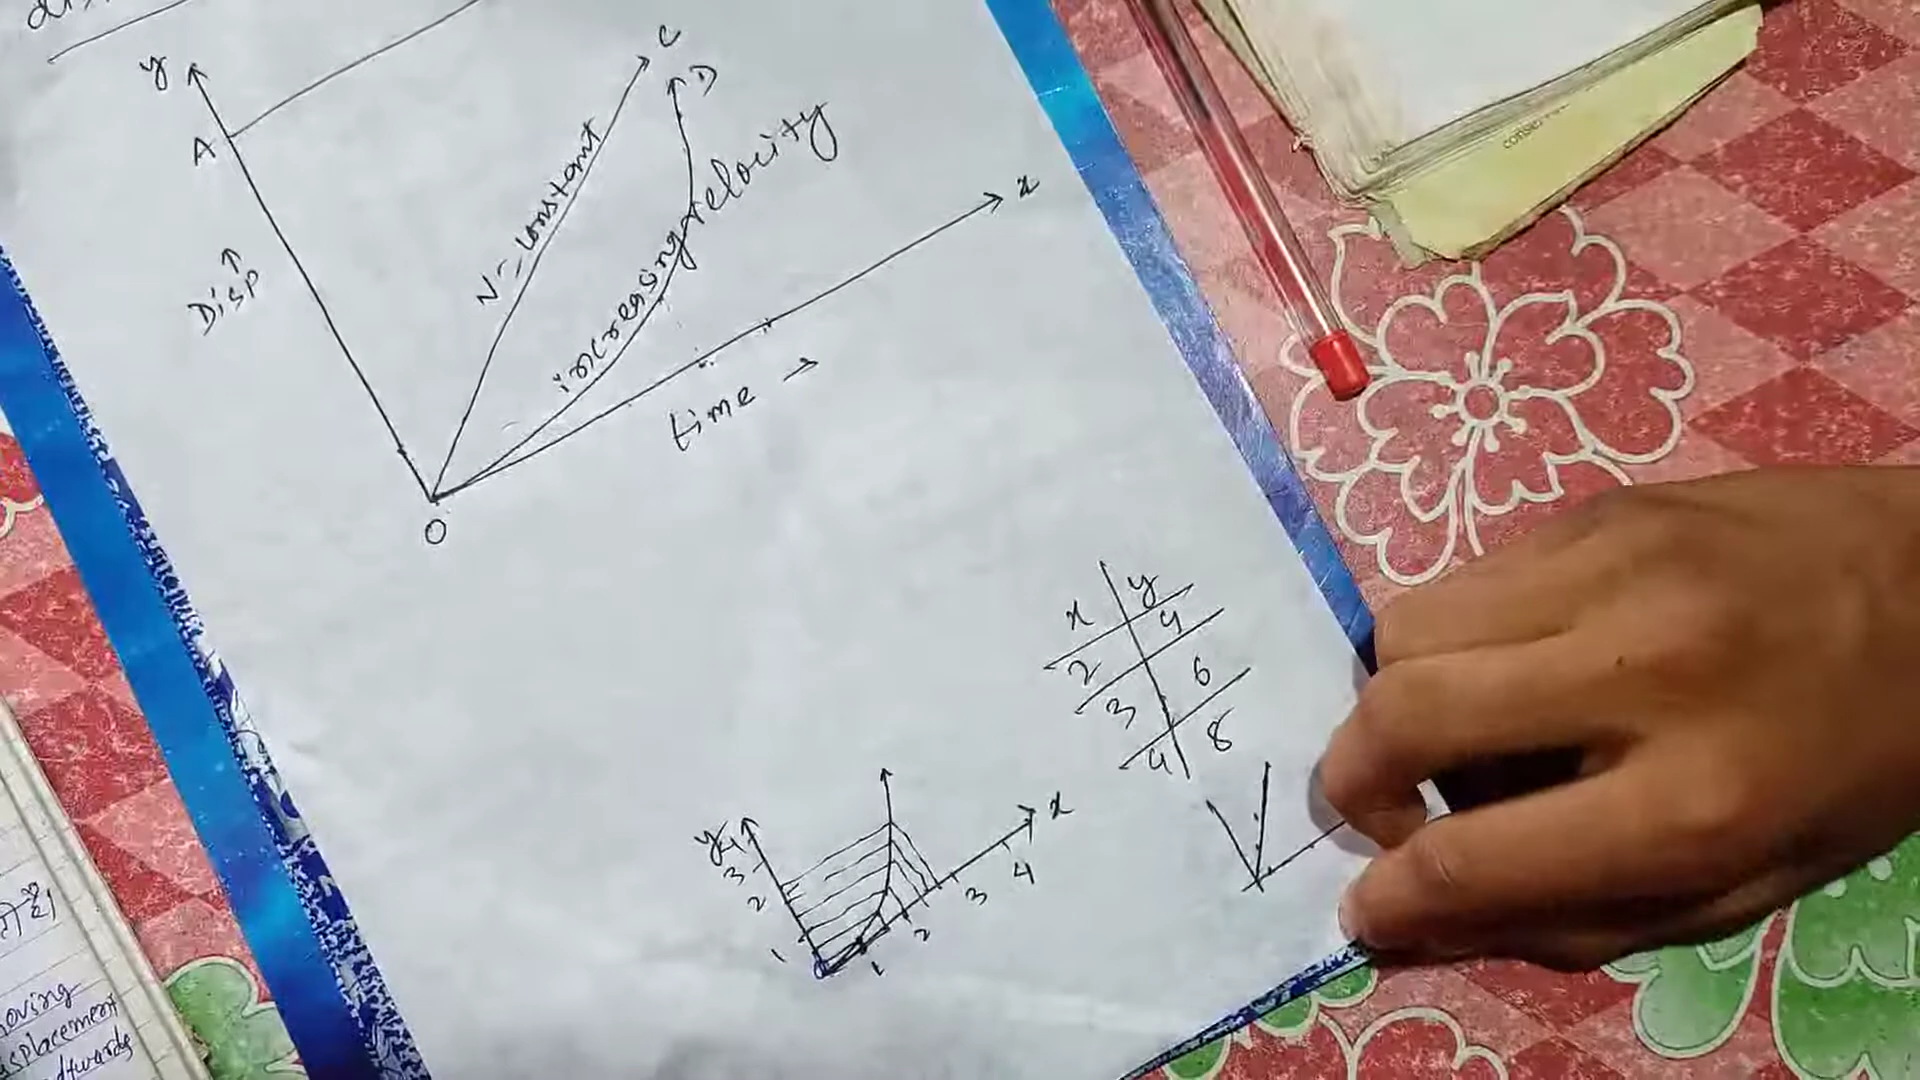 y
A
Disp
O
C
D
v = constant
increasing velocity
x
time →
x y
2 4
3 6
4 8
y
4
3
2
1
1
2
3
4
x
displacement